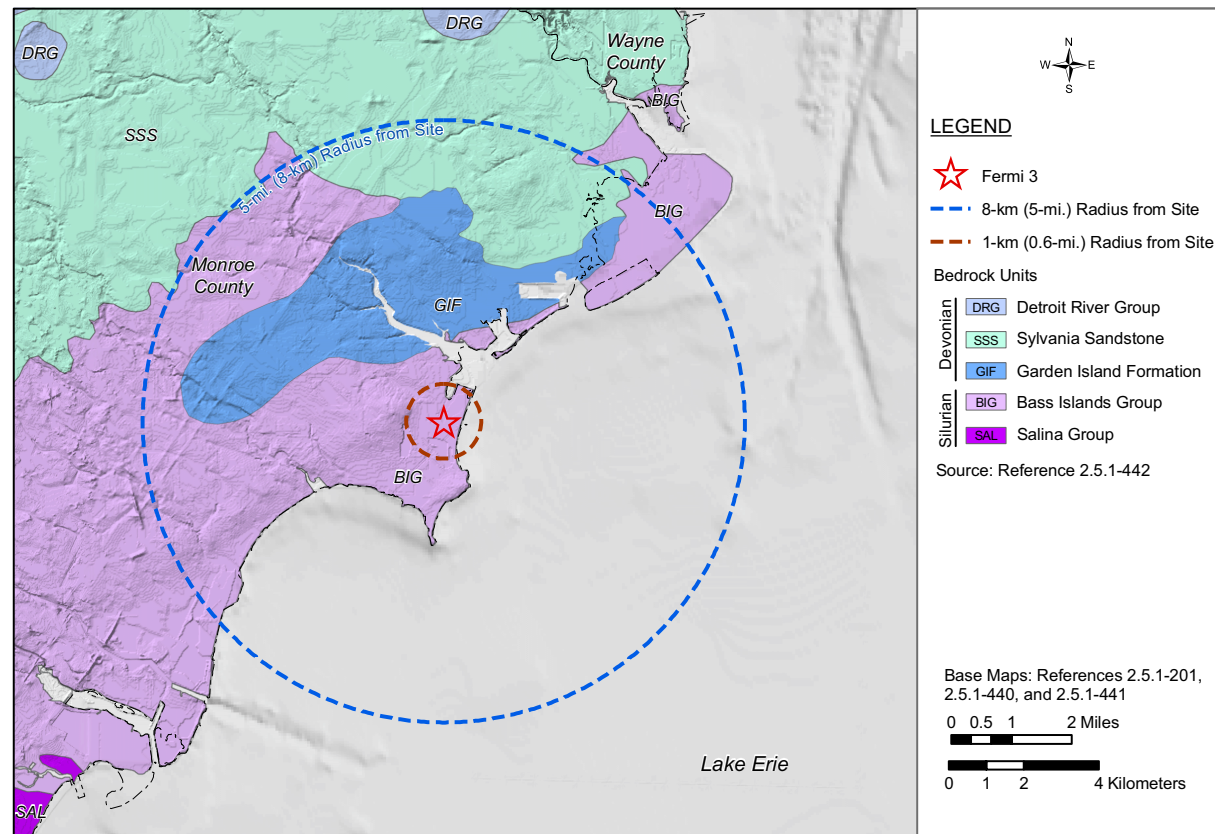 DRG
DRG
Wayne
County
BIG
SSS
5-mi. (8-km) Radius from Site
BIG
Monroe
County
GIF
BIG
Lake Erie
SAL
N
W E
S
LEGEND
Fermi 3
8-km (5-mi.) Radius from Site
1-km (0.6-mi.) Radius from Site
Bedrock Units
Devonian
DRG Detroit River Group
SSS Sylvania Sandstone
GIF Garden Island Formation
Silurian
BIG Bass Islands Group
SAL Salina Group
Source: Reference 2.5.1-442
Base Maps: References 2.5.1-201,
2.5.1-440, and 2.5.1-441
0 0.5 1 2 Miles
0 1 2 4 Kilometers